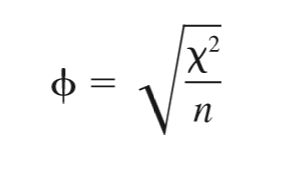 ϕ = √(χ²/n)